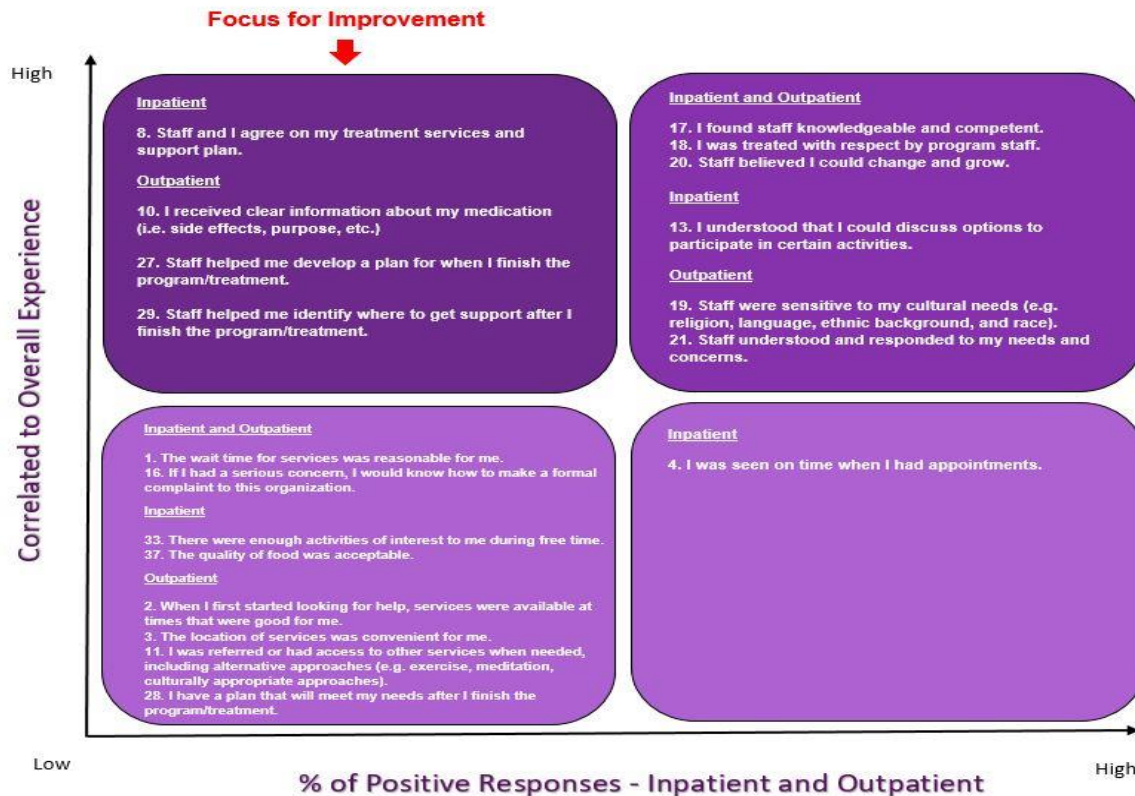 Focus for Improvement
High
Inpatient
8. Staff and I agree on my treatment services and
support plan.
Outpatient
10. I received clear information about my medication
(i.e. side effects, purpose, etc.)
27. Staff helped me develop a plan for when I finish the
program/treatment.
29. Staff helped me identify where to get support after I
finish the program/treatment.
Inpatient and Outpatient
17. I found staff knowledgeable and competent.
18. I was treated with respect by program staff.
20. Staff believed I could change and grow.
Inpatient
13. I understood that I could discuss options to
participate in certain activities.
Outpatient
19. Staff were sensitive to my cultural needs (e.g.
religion, language, ethnic background, and race).
21. Staff understood and responded to my needs and
concerns.
Correlated to Overall Experience
Inpatient and Outpatient
1. The wait time for services was reasonable for me.
16. If I had a serious concern, I would know how to make a formal
complaint to this organization.
Inpatient
33. There were enough activities of interest to me during free time.
37. The quality of food was acceptable.
Outpatient
2. When I first started looking for help, services were available at
times that were good for me.
3. The location of services was convenient for me.
11. I was referred or had access to other services when needed,
including alternative approaches (e.g. exercise, meditation,
culturally appropriate approaches).
28. I have a plan that will meet my needs after I finish the
program/treatment.
Inpatient
4. I was seen on time when I had appointments.
Low
High
% of Positive Responses - Inpatient and Outpatient